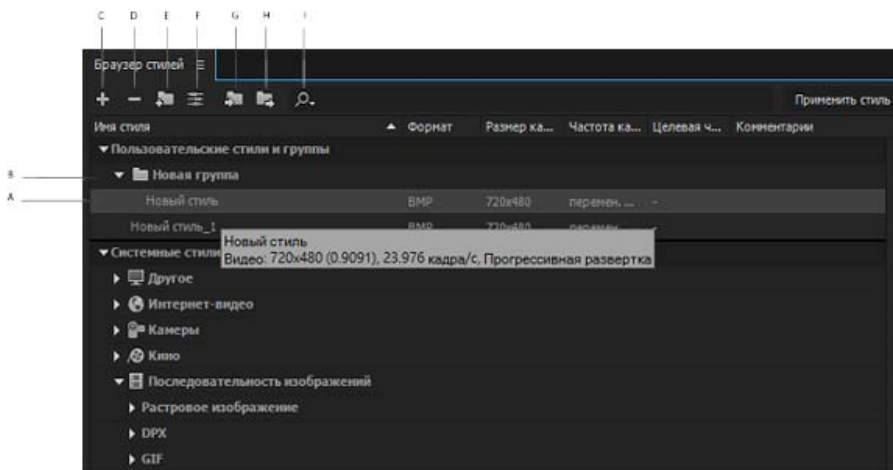 C D E F G H I
Браузер стилей
Применить стиль
Имя стиля Формат Размер ка... Частота ка... Целевая ч... Комментарии
Пользовательские стили и группы
B
Новая группа
A
Новый стиль BMP 720x480 перемен. ... -
Новый стиль_1 BMP 720x480
Новый стиль
Видео: 720x480 (0.9091), 23.976 кадра/с, Прогрессивная развертка
Системные стили
Другое
Интернет-видео
Камеры
Кино
Последовательность изображений
Растровое изображение
DPX
GIF